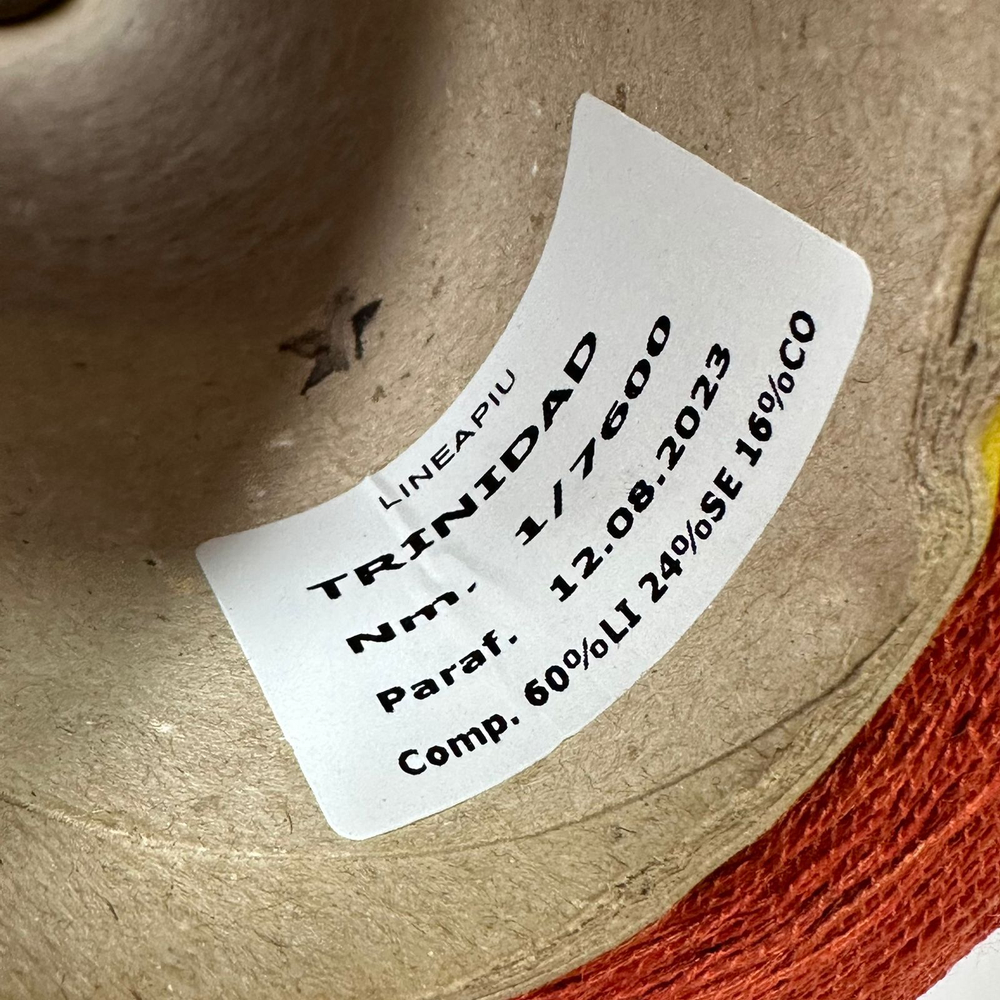 LINEAPIU
TRINIDAD
Nm. 1/7600
Paraf. 12.08.2023
Comp. 60%LI 24%SE 16%CO